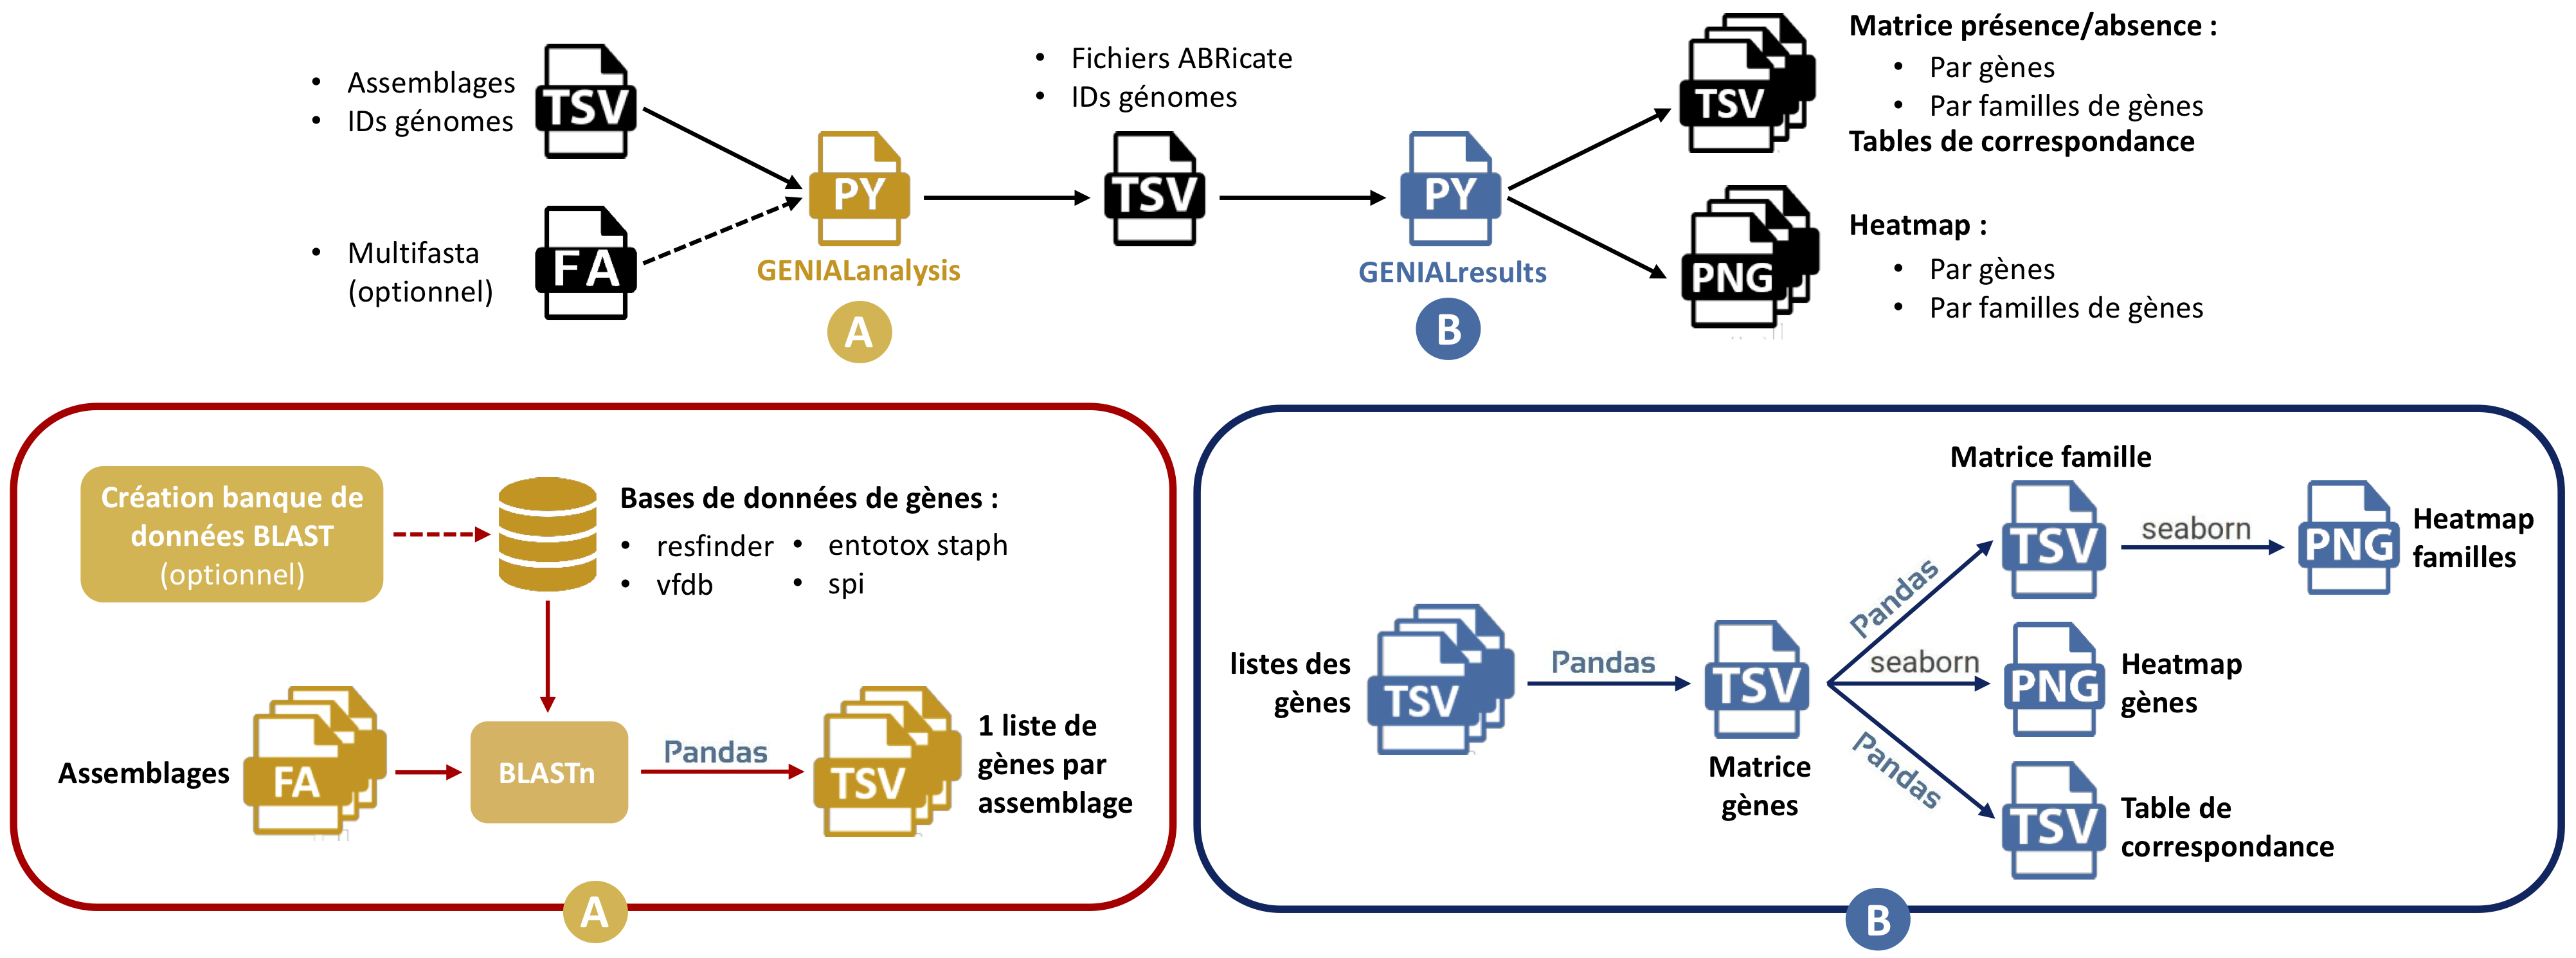 • Assemblages
• IDs génomes
TSV
• Multifasta
(optionnel)
FA
PY
GENIALanalysis
A
• Fichiers ABRicate
• IDs génomes
TSV
PY
GENIALresults
B
TSV
Matrice présence/absence :
• Par gènes
• Par familles de gènes
Tables de correspondance
PNG
Heatmap :
• Par gènes
• Par familles de gènes
Création banque de
données BLAST
(optionnel)
Bases de données de gènes :
• resfinder
• vfdb
• entotox staph
• spi
Assemblages
FA
BLASTn
Pandas
TSV
1 liste de
gènes par
assemblage
A
listes des
gènes
TSV
Pandas
TSV
Matrice
gènes
Pandas
Matrice famille
TSV
seaborn
PNG
Heatmap
familles
seaborn
PNG
Heatmap
gènes
Pandas
TSV
Table de
correspondance
B